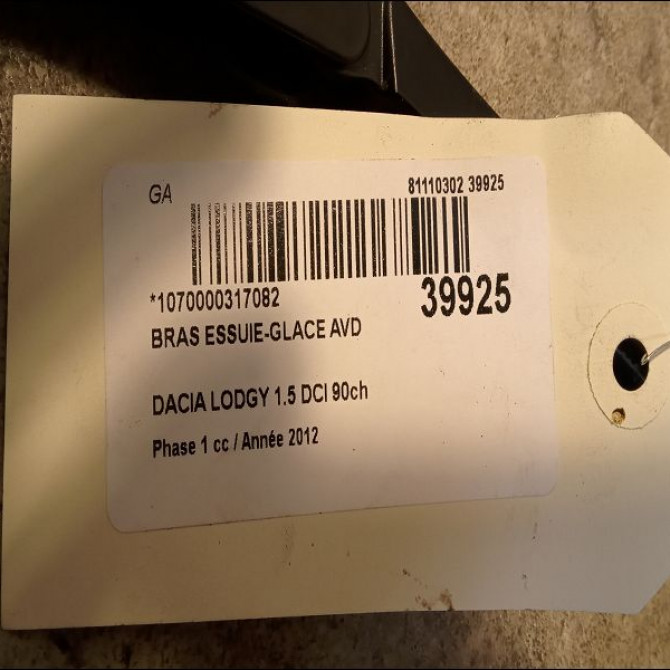 GA
81110302 39925
*1070000317082
39925
BRAS ESSUIE-GLACE AVD
DACIA LODGY 1.5 DCI 90ch
Phase 1 cc / Année 2012